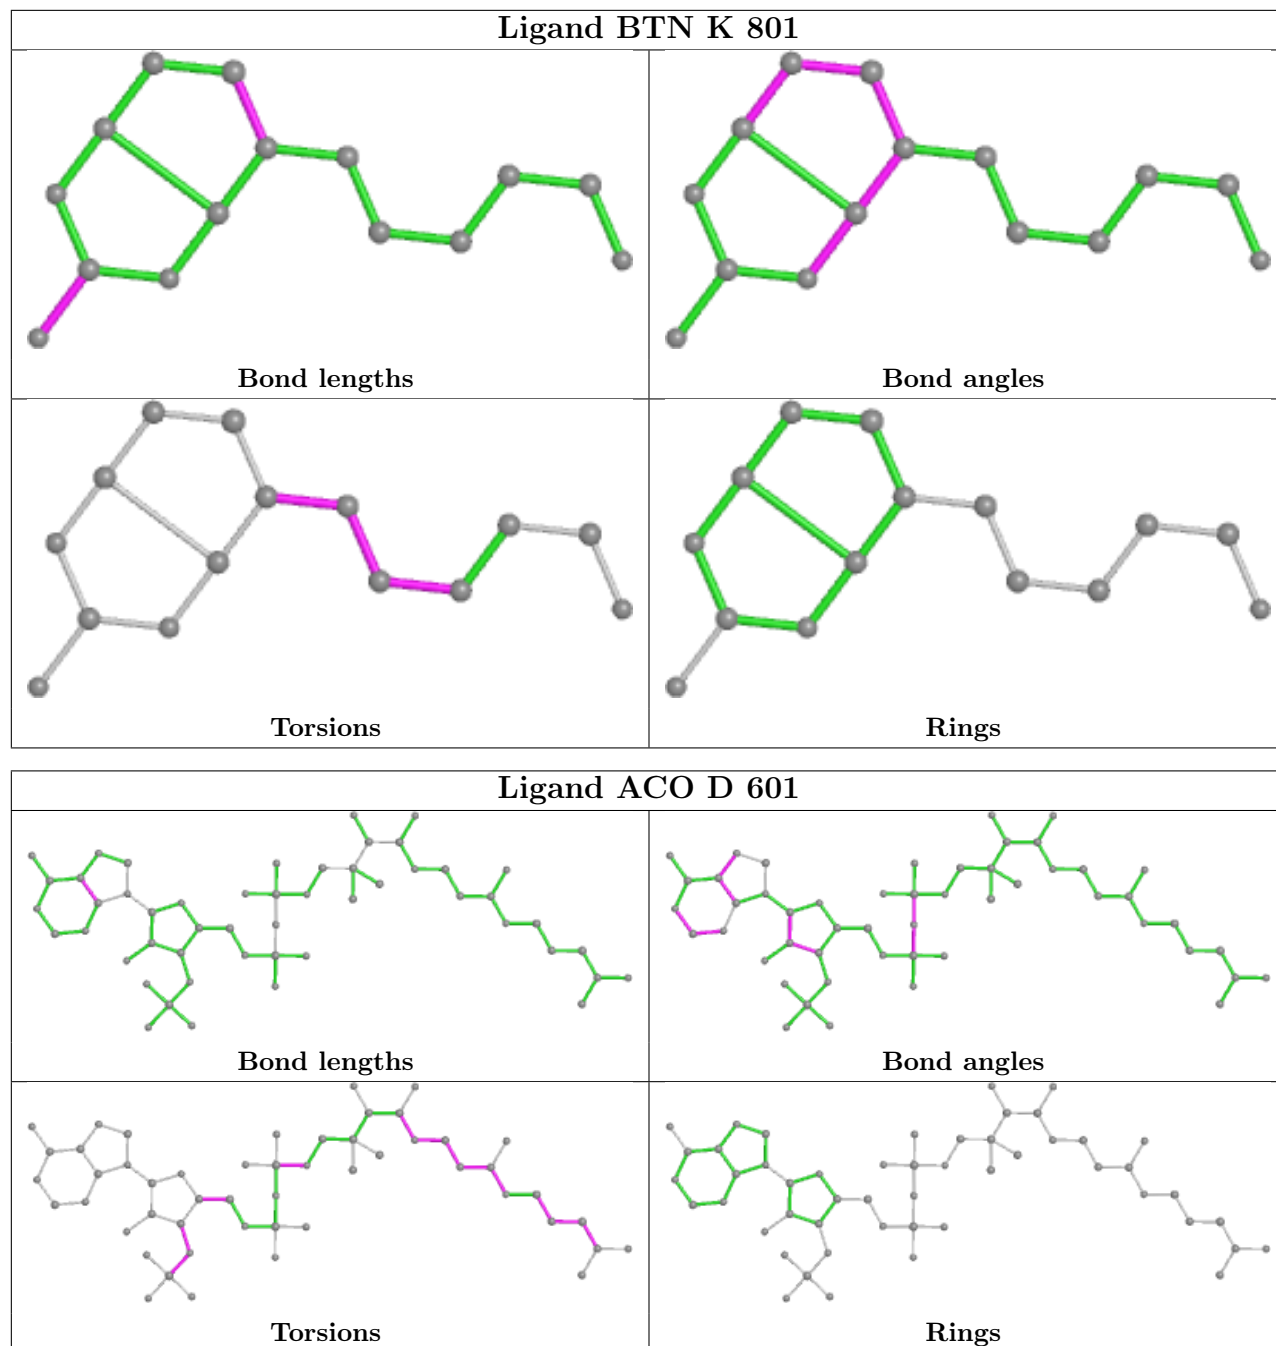 Ligand BTN K 801
Bond lengths
Bond angles
Torsions
Rings
Ligand ACO D 601
Bond lengths
Bond angles
Torsions
Rings